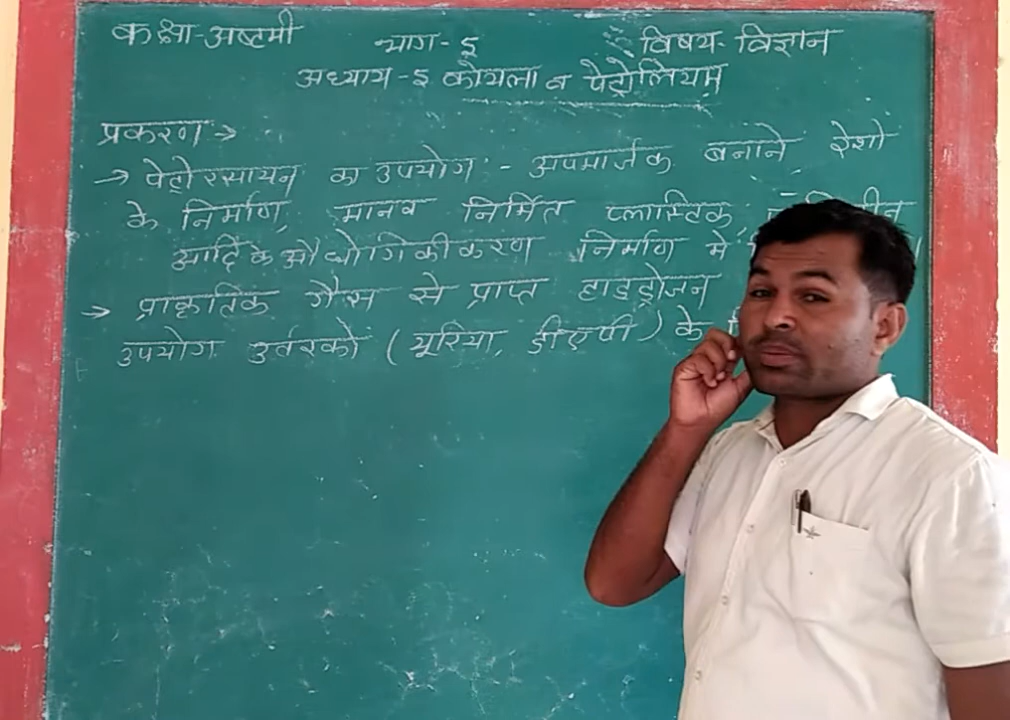 कक्षा-अष्टमी भाग-5 विषय-विज्ञान
अध्याय-5 कोयला व पेट्रोलियम
प्रकरण →
→ पेट्रोरसायन का उपयोग :- अपमार्जक बनाने रेशो
के निर्माण, मानव निर्मित प्लास्टिक,
आदि के औधोगिकीकरण निर्माण में
→ प्राकृतिक गैस से प्राप्त हाइड्रोजन
उपयोग उर्वरको (यूरिया, डीएपी) के